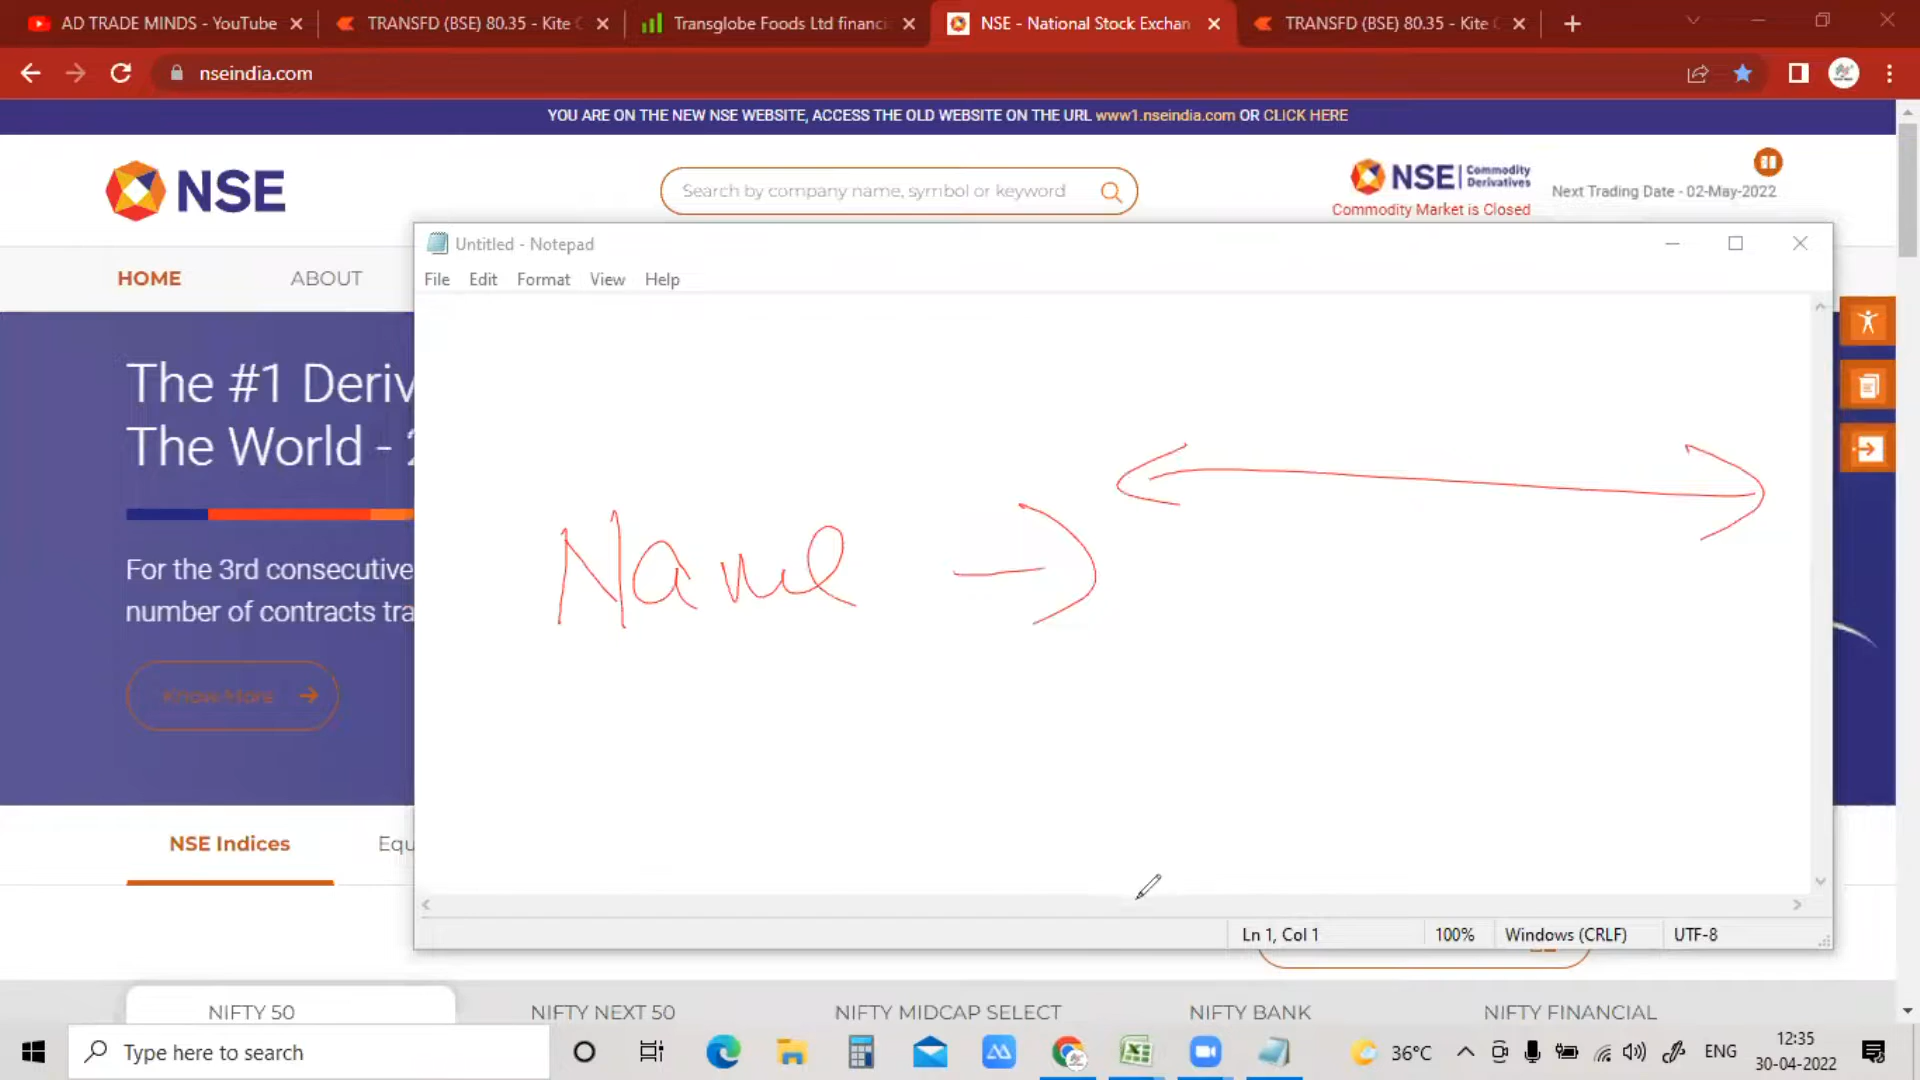 AD TRADE MINDS - YouTube
TRANSFD (BSE) 80.35 - Kite
Transglobe Foods Ltd financi
NSE - National Stock Exchan
TRANSFD (BSE) 80.35 - Kite
nseindia.com
YOU ARE ON THE NEW NSE WEBSITE, ACCESS THE OLD WEBSITE ON THE URL www1.nseindia.com OR CLICK HERE
NSE
Search by company name, symbol or keyword
NSE Commodity Derivatives
Next Trading Date - 02-May-2022
Commodity Market is Closed
Untitled - Notepad
File Edit Format View Help
HOME ABOUT
The #1 Deriv
The World -
For the 3rd consecutive
number of contracts tra
Know More
Name
NSE Indices
Equ
Ln 1, Col 1 100% Windows (CRLF) UTF-8
NIFTY 50 NIFTY NEXT 50 NIFTY MIDCAP SELECT NIFTY BANK NIFTY FINANCIAL
Type here to search
36°C
ENG
12:35
30-04-2022